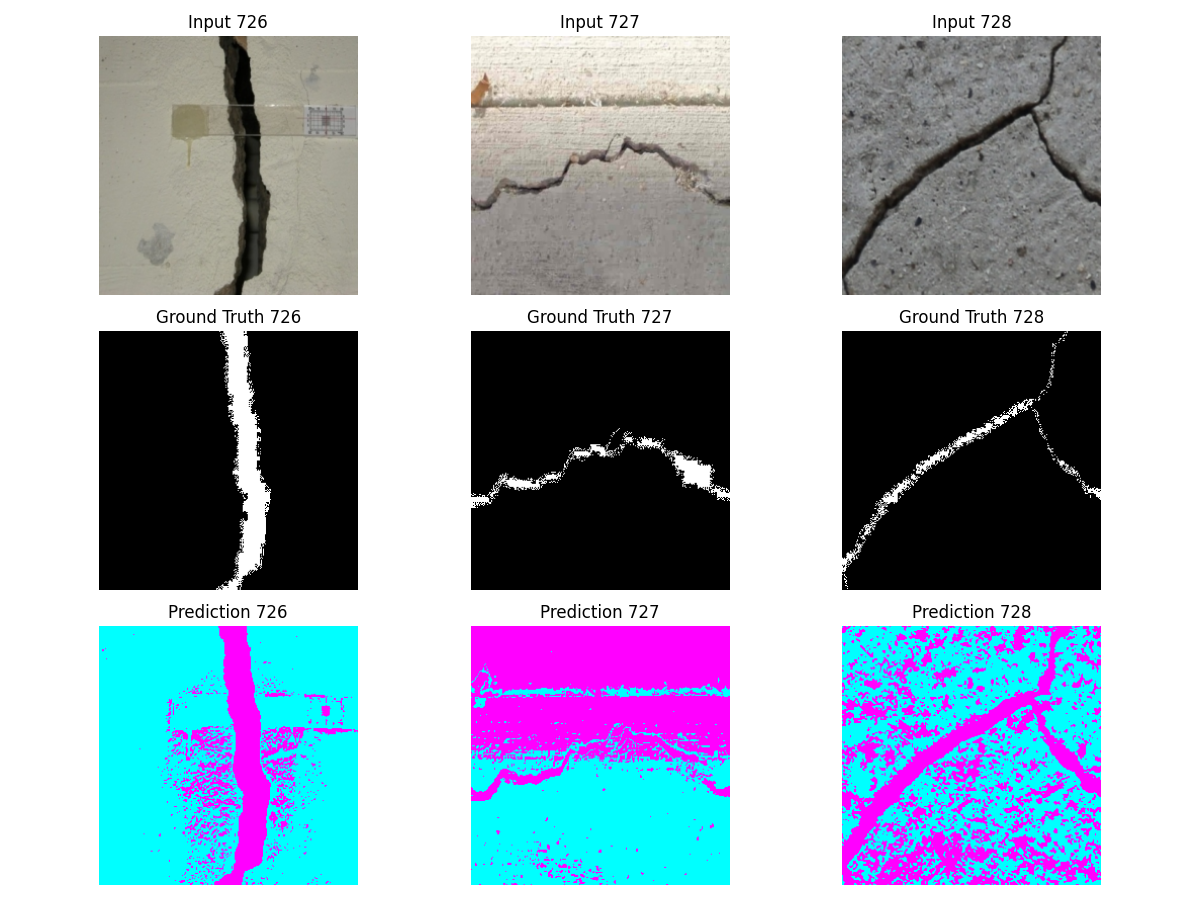 Input 726
Input 727
Input 728
Ground Truth 726
Ground Truth 727
Ground Truth 728
Prediction 726
Prediction 727
Prediction 728